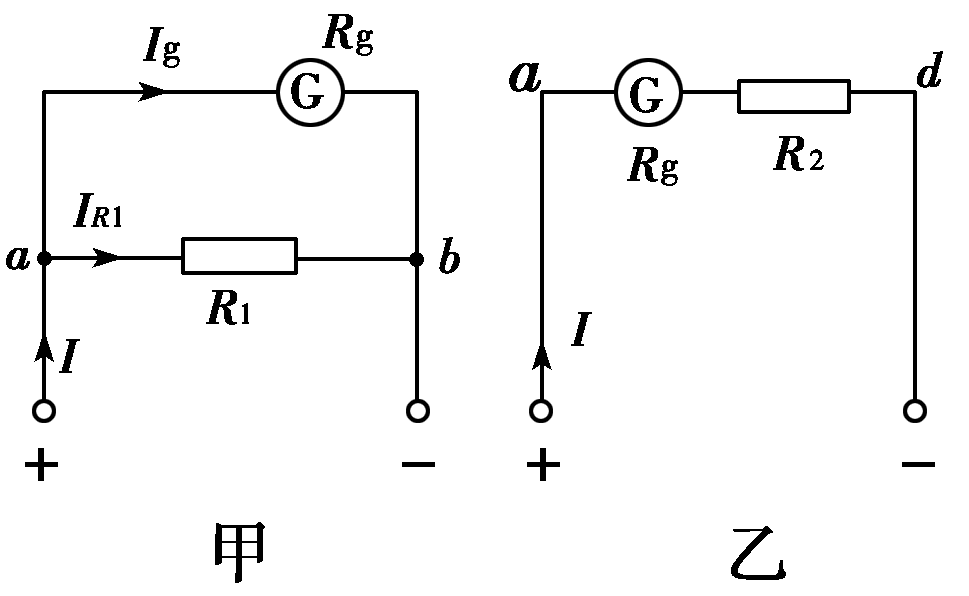 Ig Rg
G
IR1
a b
R1
I
+ −
甲
a d
G
Rg R2
I
+ −
乙